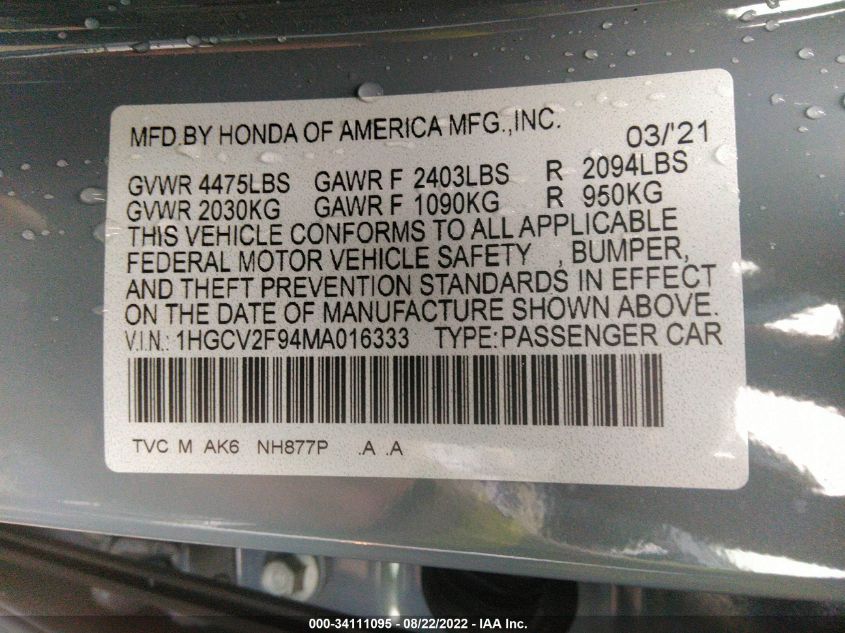 MFD.BY HONDA OF AMERICA MFG.,INC. 03/'21
GVWR 4475LBS GAWR F 2403LBS R 2094LBS
GVWR 2030KG GAWR F 1090KG R 950KG
THIS VEHICLE CONFORMS TO ALL APPLICABLE
FEDERAL MOTOR VEHICLE SAFETY , BUMPER,
AND THEFT PREVENTION STANDARDS IN EFFECT
ON THE DATE OF MANUFACTURE SHOWN ABOVE.
V.I.N.: 1HGCV2F94MA016333 TYPE:PASSENGER CAR
TVC M AK6 NH877P .A .A
000-34111095 - 08/22/2022 - IAA Inc.